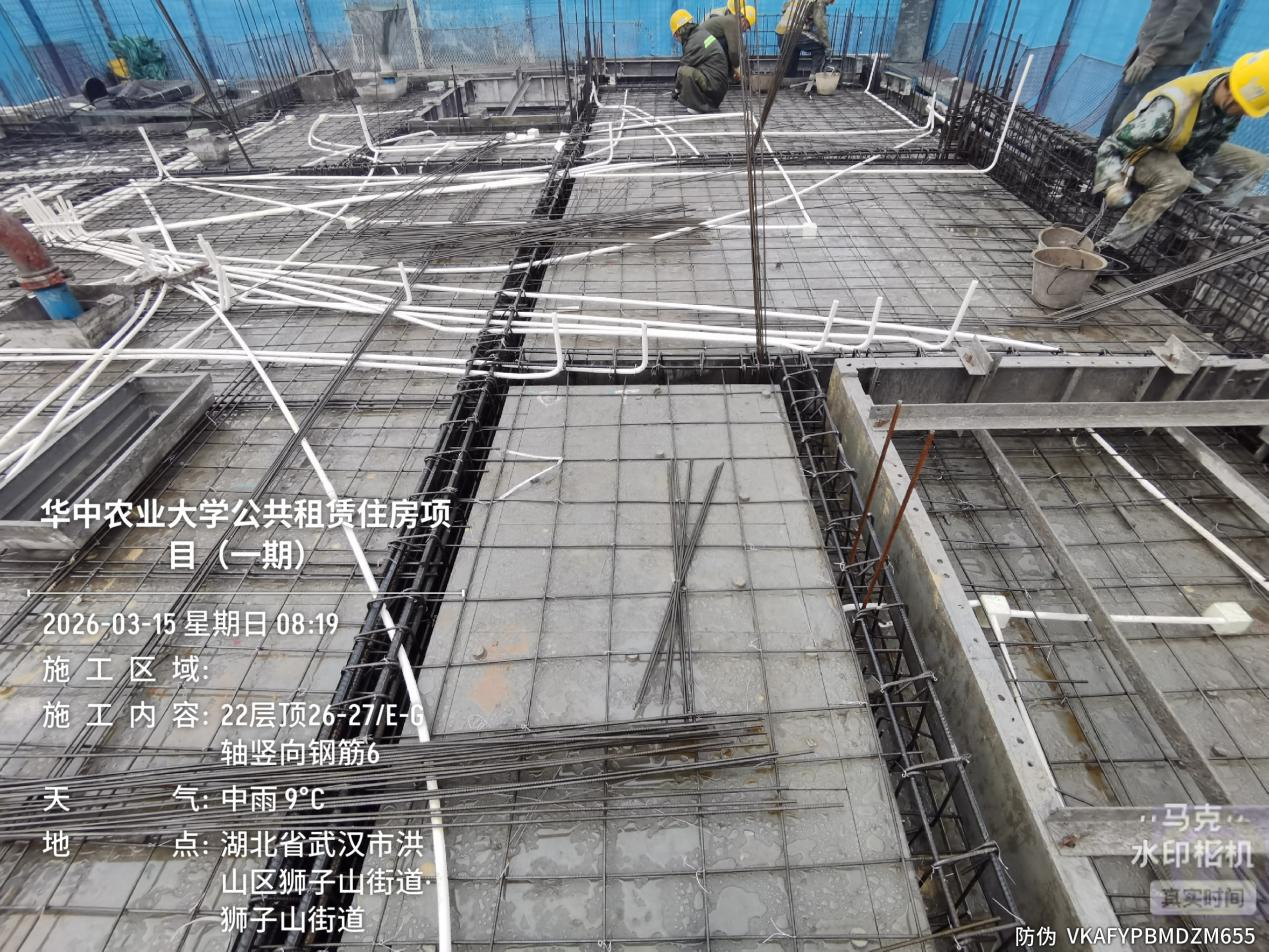 华中农业大学公共租赁住房项
目（一期）
2026-03-15 星期日 08:19
施工区域:
施工内容: 22层顶26-27/E-G
轴竖向钢筋6
天气: 中雨 9°C
地点: 湖北省武汉市洪
山区狮子山街道·
狮子山街道
马克
水印相机
真实时间
防伪 VKAFYPBMDZM655